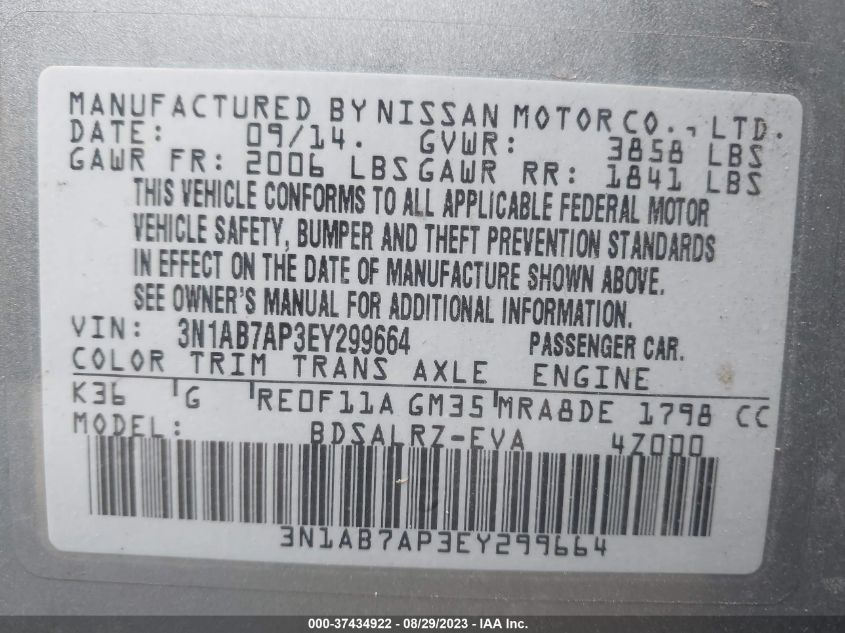 MANUFACTURED BY NISSAN MOTOR CO., LTD.
DATE: 09/14. GVWR: 3858 LBS
GAWR FR: 2006 LBS GAWR RR: 1841 LBS
THIS VEHICLE CONFORMS TO ALL APPLICABLE FEDERAL MOTOR
VEHICLE SAFETY, BUMPER AND THEFT PREVENTION STANDARDS
IN EFFECT ON THE DATE OF MANUFACTURE SHOWN ABOVE.
SEE OWNER'S MANUAL FOR ADDITIONAL INFORMATION.
VIN: 3N1AB7AP3EY299664 PASSENGER CAR.
COLOR TRIM TRANS AXLE ENGINE
K36 G RE0F11A GM35 MRA8DE 1798 CC
MODEL: BDSALRZ-EVA 4Z000
3N1AB7AP3EY299664
000-37434922 - 08/29/2023 - IAA Inc.